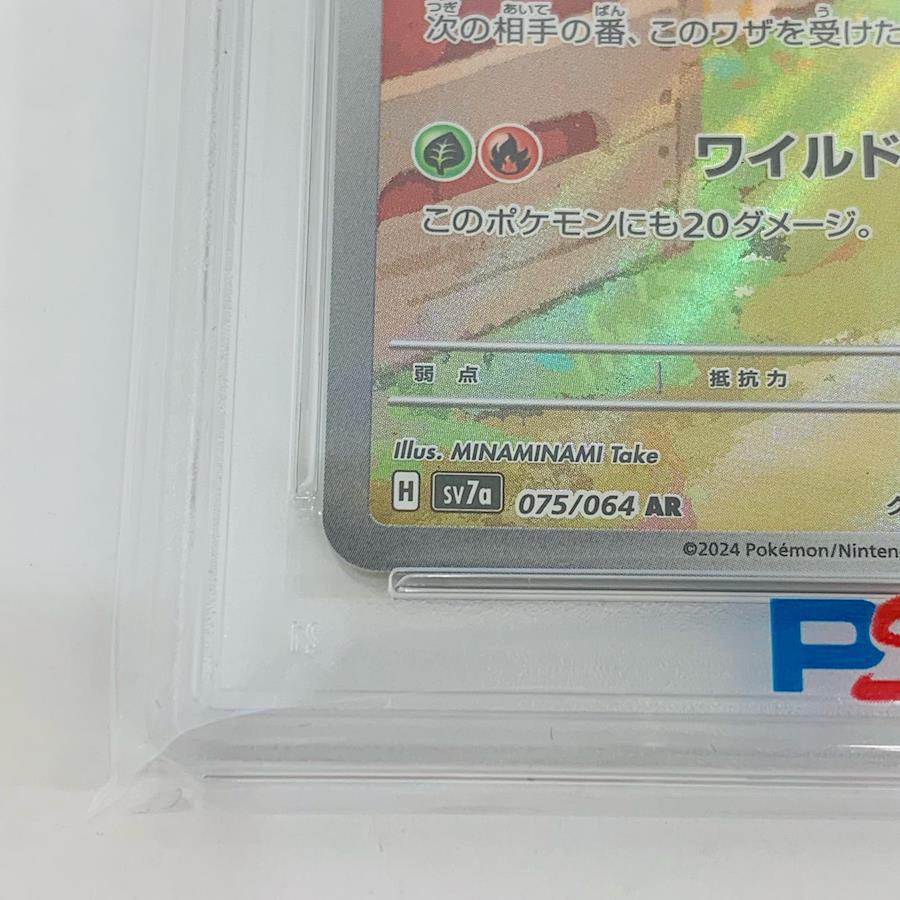 次の相手の番、このワザを受けた
ワイルド
このポケモンにも20ダメージ。
弱点 抵抗力
Illus. MINAMINAMI Take
H sv7a 075/064 AR
©2024 Pokémon/Ninten
PS